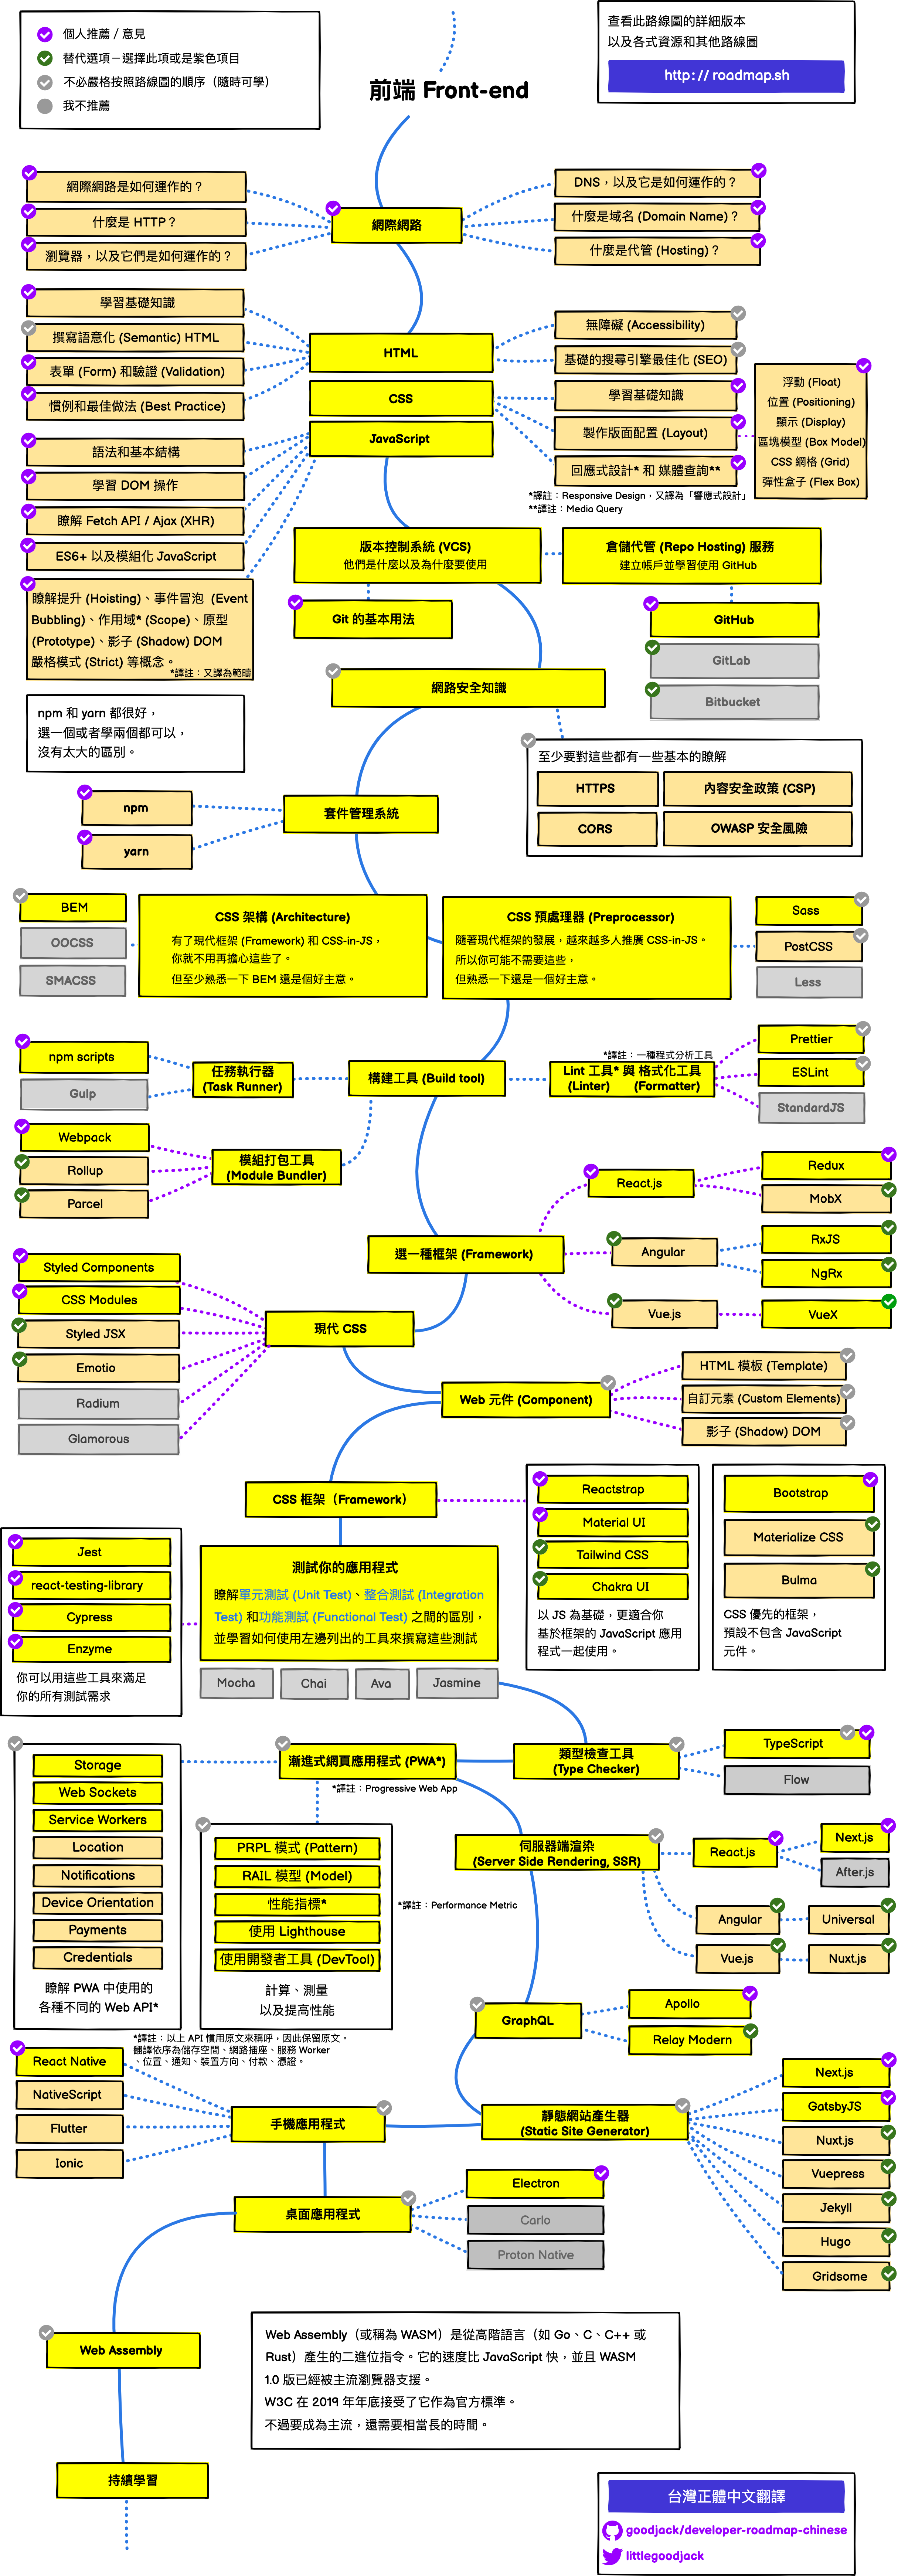 個人推薦 / 意見
替代選項－選擇此項或是紫色項目
不必嚴格按照路線圖的順序（隨時可學）
我不推薦
查看此路線圖的詳細版本
以及各式資源和其他路線圖
http://roadmap.sh
前端 Front-end
網際網路是如何運作的？
什麼是 HTTP？
瀏覽器，以及它們是如何運作的？
網際網路
DNS，以及它是如何運作的？
什麼是域名 (Domain Name)？
什麼是代管 (Hosting)？
學習基礎知識
撰寫語意化 (Semantic) HTML
表單 (Form) 和驗證 (Validation)
慣例和最佳做法 (Best Practice)
HTML
CSS
JavaScript
無障礙 (Accessibility)
基礎的搜尋引擎最佳化 (SEO)
學習基礎知識
製作版面配置 (Layout)
回應式設計* 和 媒體查詢**
*譯註：Responsive Design，又譯為「響應式設計」
**譯註：Media Query
浮動 (Float)
位置 (Positioning)
顯示 (Display)
區塊模型 (Box Model)
CSS 網格 (Grid)
彈性盒子 (Flex Box)
語法和基本結構
學習 DOM 操作
瞭解 Fetch API / Ajax (XHR)
ES6+ 以及模組化 JavaScript
瞭解提升 (Hoisting)、事件冒泡 (Event
Bubbling)、作用域* (Scope)、原型
(Prototype)、影子 (Shadow) DOM
嚴格模式 (Strict) 等概念。
*譯註：又譯為範疇
版本控制系統 (VCS)
他們是什麼以及為什麼要使用
倉儲代管 (Repo Hosting) 服務
建立帳戶並學習使用 GitHub
Git 的基本用法
GitHub
GitLab
Bitbucket
網路安全知識
npm 和 yarn 都很好，
選一個或者學兩個都可以，
沒有太大的區別。
至少要對這些都有一些基本的瞭解
HTTPS
內容安全政策 (CSP)
CORS
OWASP 安全風險
npm
yarn
套件管理系統
BEM
OOCSS
SMACSS
CSS 架構 (Architecture)
有了現代框架 (Framework) 和 CSS-in-JS，
你就不用再擔心這些了。
但至少熟悉一下 BEM 還是個好主意。
CSS 預處理器 (Preprocessor)
隨著現代框架的發展，越來越多人推廣 CSS-in-JS。
所以你可能不需要這些，
但熟悉一下還是一個好主意。
Sass
PostCSS
Less
npm scripts
Gulp
任務執行器
(Task Runner)
構建工具 (Build tool)
*譯註：一種程式分析工具
Lint 工具* 與 格式化工具
(Linter) (Formatter)
Prettier
ESLint
StandardJS
Webpack
Rollup
Parcel
模組打包工具
(Module Bundler)
選一種框架 (Framework)
React.js
Redux
MobX
Angular
RxJS
NgRx
Vue.js
VueX
Styled Components
CSS Modules
Styled JSX
Emotio
Radium
Glamorous
現代 CSS
Web 元件 (Component)
HTML 模板 (Template)
自訂元素 (Custom Elements)
影子 (Shadow) DOM
CSS 框架（Framework）
Reactstrap
Material UI
Tailwind CSS
Chakra UI
以 JS 為基礎，更適合你
基於框架的 JavaScript 應用
程式一起使用。
Bootstrap
Materialize CSS
Bulma
CSS 優先的框架，
預設不包含 JavaScript
元件。
Jest
react-testing-library
Cypress
Enzyme
你可以用這些工具來滿足
你的所有測試需求
測試你的應用程式
瞭解單元測試 (Unit Test)、整合測試 (Integration
Test) 和功能測試 (Functional Test) 之間的區別，
並學習如何使用左邊列出的工具來撰寫這些測試
Mocha
Chai
Ava
Jasmine
漸進式網頁應用程式 (PWA*)
*譯註：Progressive Web App
類型檢查工具
(Type Checker)
TypeScript
Flow
Storage
Web Sockets
Service Workers
Location
Notifications
Device Orientation
Payments
Credentials
瞭解 PWA 中使用的
各種不同的 Web API*
PRPL 模式 (Pattern)
RAIL 模型 (Model)
性能指標*
使用 Lighthouse
使用開發者工具 (DevTool)
計算、測量
以及提高性能
*譯註：Performance Metric
伺服器端渲染
(Server Side Rendering, SSR)
React.js
Next.js
After.js
Angular
Universal
Vue.js
Nuxt.js
*譯註：以上 API 慣用原文來稱呼，因此保留原文。
翻譯依序為儲存空間、網路插座、服務 Worker
、位置、通知、裝置方向、付款、憑證。
GraphQL
Apollo
Relay Modern
React Native
NativeScript
Flutter
Ionic
手機應用程式
靜態網站產生器
(Static Site Generator)
Next.js
GatsbyJS
Nuxt.js
Vuepress
Jekyll
Hugo
Gridsome
桌面應用程式
Electron
Carlo
Proton Native
Web Assembly
Web Assembly（或稱為 WASM）是從高階語言（如 Go、C、C++ 或
Rust）產生的二進位指令。它的速度比 JavaScript 快，並且 WASM
1.0 版已經被主流瀏覽器支援。
W3C 在 2019 年年底接受了它作為官方標準。
不過要成為主流，還需要相當長的時間。
持續學習
台灣正體中文翻譯
goodjack/developer-roadmap-chinese
littlegoodjack